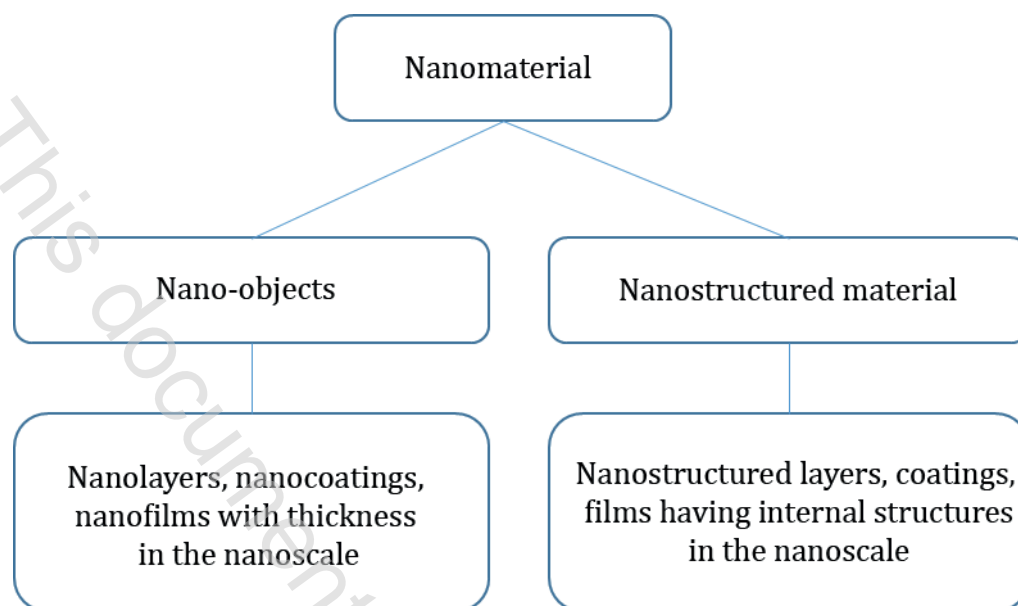 Nanomaterial
Nano-objects
Nanostructured material
Nanolayers, nanocoatings,
nanofilms with thickness
in the nanoscale
Nanostructured layers, coatings,
films having internal structures
in the nanoscale
This document